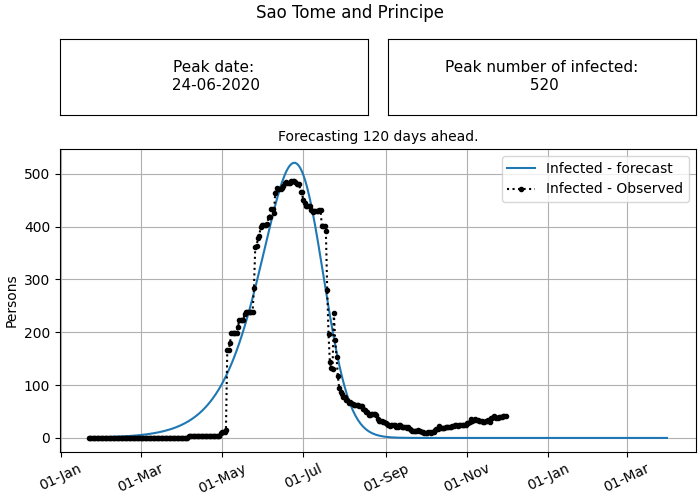 Sao Tome and Principe
Peak date:
24-06-2020
Peak number of infected:
520
Forecasting 120 days ahead.
Infected - forecast
Infected - Observed
Persons
500
400
300
200
100
0
01-Jan
01-Mar
01-May
01-Jul
01-Sep
01-Nov
01-Jan
01-Mar